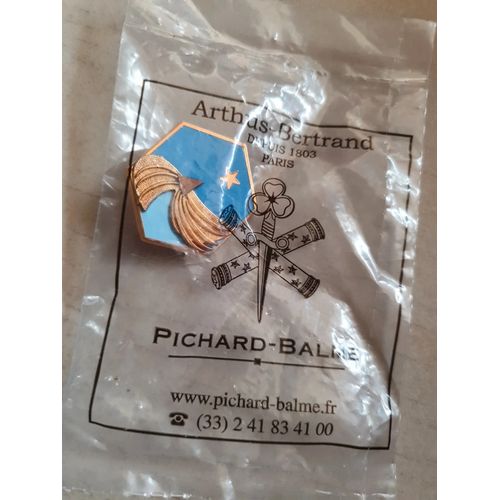 Arthus-Bertrand
DEPUIS 1803
PARIS
PICHARD-BALME
www.pichard-balme.fr
☎ (33) 2 41 83 41 00